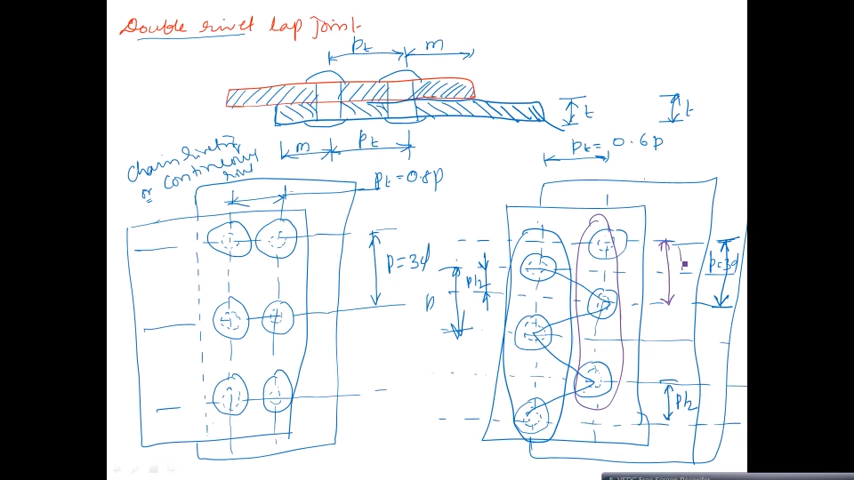 Double rivet lap joint.
Pt
m
t
t
m
Pt
Pt = 0.6P
chain riveting
or continuous
row
Pt = 0.8P
P = 3d
P/2
P
P = 3d
P/2